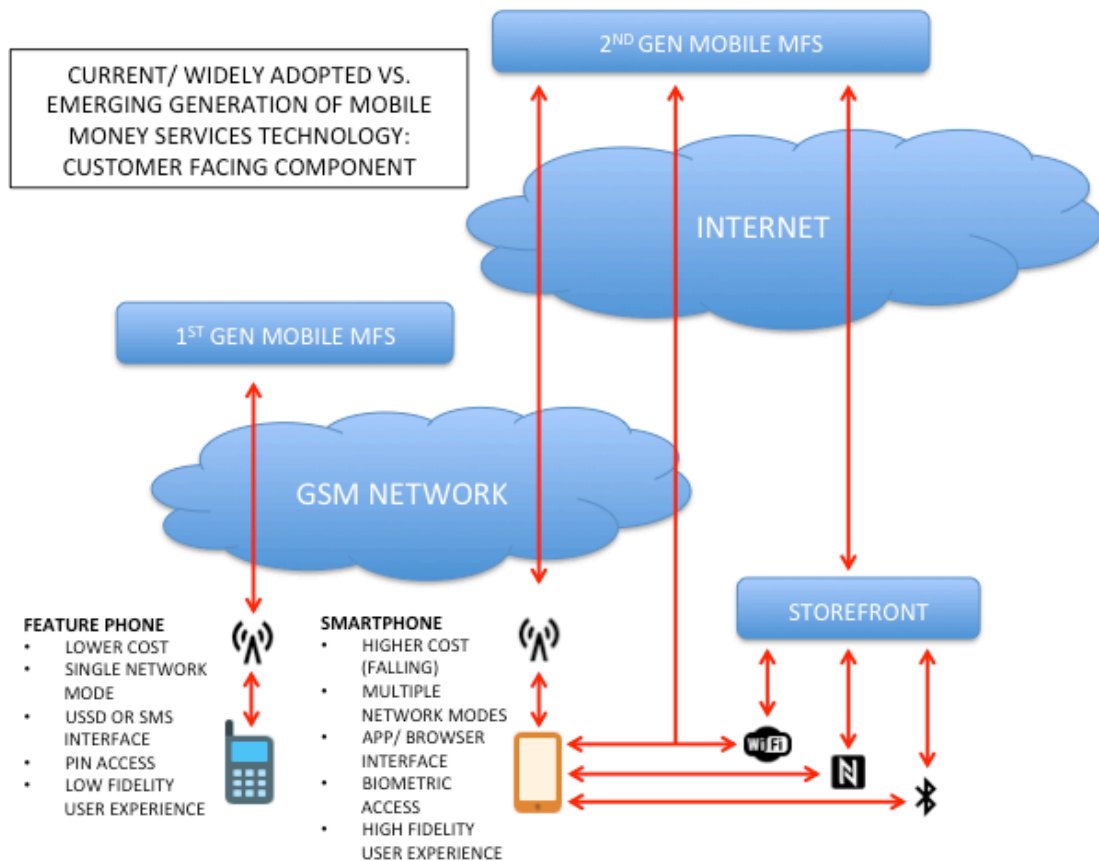 CURRENT/ WIDELY ADOPTED VS.
EMERGING GENERATION OF MOBILE
MONEY SERVICES TECHNOLOGY:
CUSTOMER FACING COMPONENT
2ND GEN MOBILE MFS
INTERNET
1ST GEN MOBILE MFS
GSM NETWORK
STOREFRONT
FEATURE PHONE
• LOWER COST
• SINGLE NETWORK
MODE
• USSD OR SMS
INTERFACE
• PIN ACCESS
• LOW FIDELITY
USER EXPERIENCE
SMARTPHONE
• HIGHER COST
(FALLING)
• MULTIPLE
NETWORK MODES
• APP/ BROWSER
INTERFACE
• BIOMETRIC
ACCESS
• HIGH FIDELITY
USER EXPERIENCE
WiFi